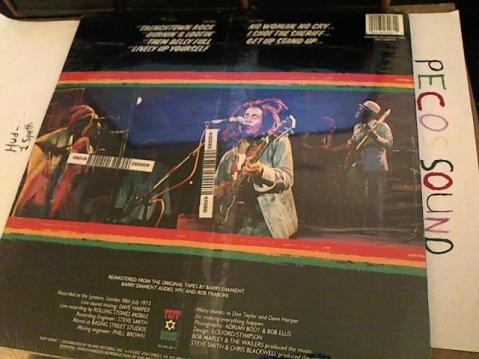 "TRENCHTOWN ROCK
BURNIN' & LOOTIN'
THEM BELLY FULL
LIVELY UP YOURSELF
NO WOMAN, NO CRY
I SHOT THE SHERIFF
GET UP STAND UP
PECOS SOUND
REMASTERED FROM THE ORIGINAL TAPES BY BARRY DIAMENT
BARRY DIAMENT AUDIO, NYC AND ROB FRABONI
Recorded at the Lyceum, London 18th July 1975
Live sound mixing: DAVE HARPER
Live recording by ROLLING STONES MOBILE
Recording Engineer: STEVE SMITH
Mixed at BASING STREET STUDIOS
Mixing engineer: PHIL BROWN
TUFF
GONG
Many thanks to Don Taylor and Dave Harper
for making everything happen.
Photography: ADRIAN BOOT & BOB ELLIS
Design: ECKFORD/STIMPSON
BOB MARLEY & THE WAILERS produced the music.
STEVE SMITH & CHRIS BLACKWELL produced the